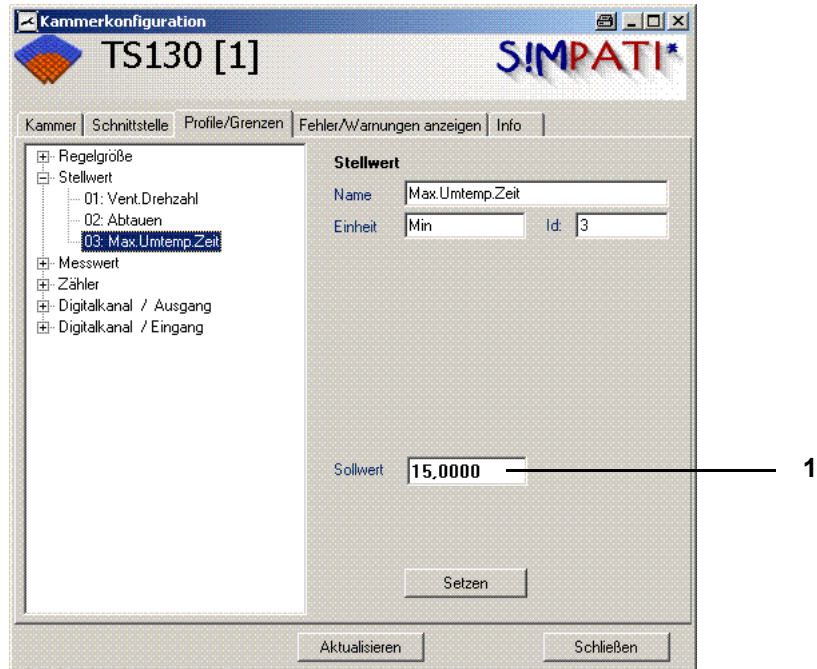 Kammerkonfiguration
TS130 [1]
S!MPATI*
Kammer Schnittstelle Profile/Grenzen Fehler/Warnungen anzeigen Info
Regelgröße
Stellwert
01: Vent.Drehzahl
02: Abtauen
03: Max.Umtemp.Zeit
Messwert
Zähler
Digitalkanal / Ausgang
Digitalkanal / Eingang
Stellwert
Name Max.Umtemp.Zeit
Einheit Min Id: 3
Sollwert 15,0000
1
Setzen
Aktualisieren Schließen